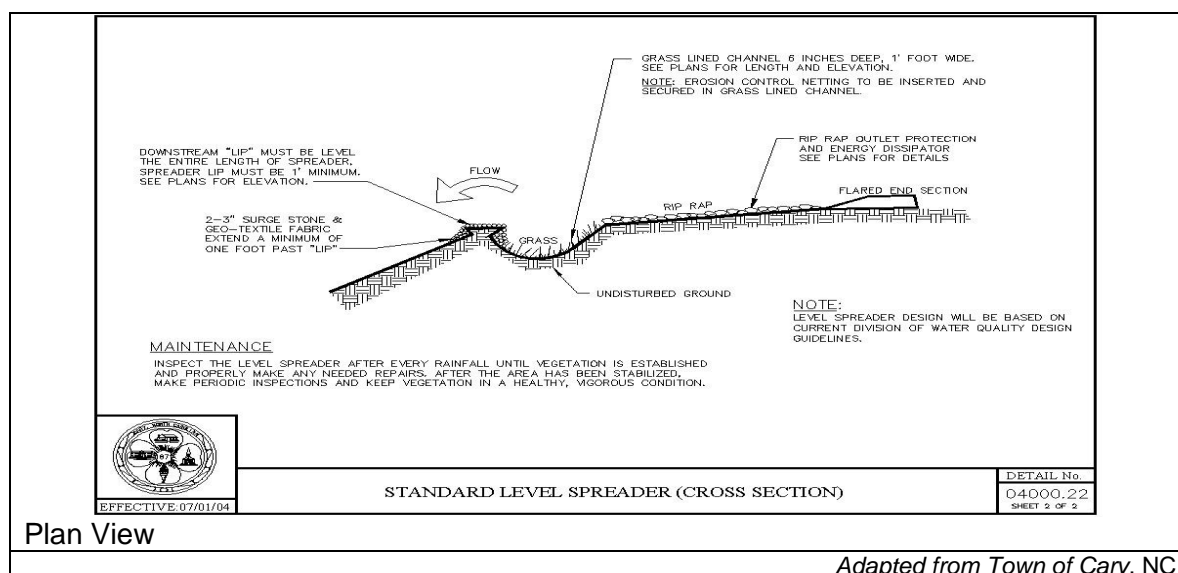 GRASS LINED CHANNEL 6 INCHES DEEP, 1' FOOT WIDE.
SEE PLANS FOR LENGTH AND ELEVATION.
NOTE: EROSION CONTROL NETTING TO BE INSERTED AND
SECURED IN GRASS LINED CHANNEL.
DOWNSTREAM "LIP" MUST BE LEVEL
THE ENTIRE LENGTH OF SPREADER.
SPREADER LIP MUST BE 1' MINIMUM.
SEE PLANS FOR ELEVATION.
FLOW
RIP RAP OUTLET PROTECTION
AND ENERGY DISSIPATOR
SEE PLANS FOR DETAILS
FLARED END SECTION
RIP RAP
2-3" SURGE STONE &
GEO-TEXTILE FABRIC
EXTEND A MINIMUM OF
ONE FOOT PAST "LIP"
GRASS
UNDISTURBED GROUND
NOTE:
LEVEL SPREADER DESIGN WILL BE BASED ON
CURRENT DIVISION OF WATER QUALITY DESIGN
GUIDELINES.
MAINTENANCE
INSPECT THE LEVEL SPREADER AFTER EVERY RAINFALL UNTIL VEGETATION IS ESTABLISHED
AND PROPERLY MAKE ANY NEEDED REPAIRS. AFTER THE AREA HAS BEEN STABILIZED,
MAKE PERIODIC INSPECTIONS AND KEEP VEGETATION IN A HEALTHY, VIGOROUS CONDITION.
EFFECTIVE:07/01/04
STANDARD LEVEL SPREADER (CROSS SECTION)
DETAIL No.
04000.22
SHEET 2 OF 2
Plan View
Adapted from Town of Cary, NC